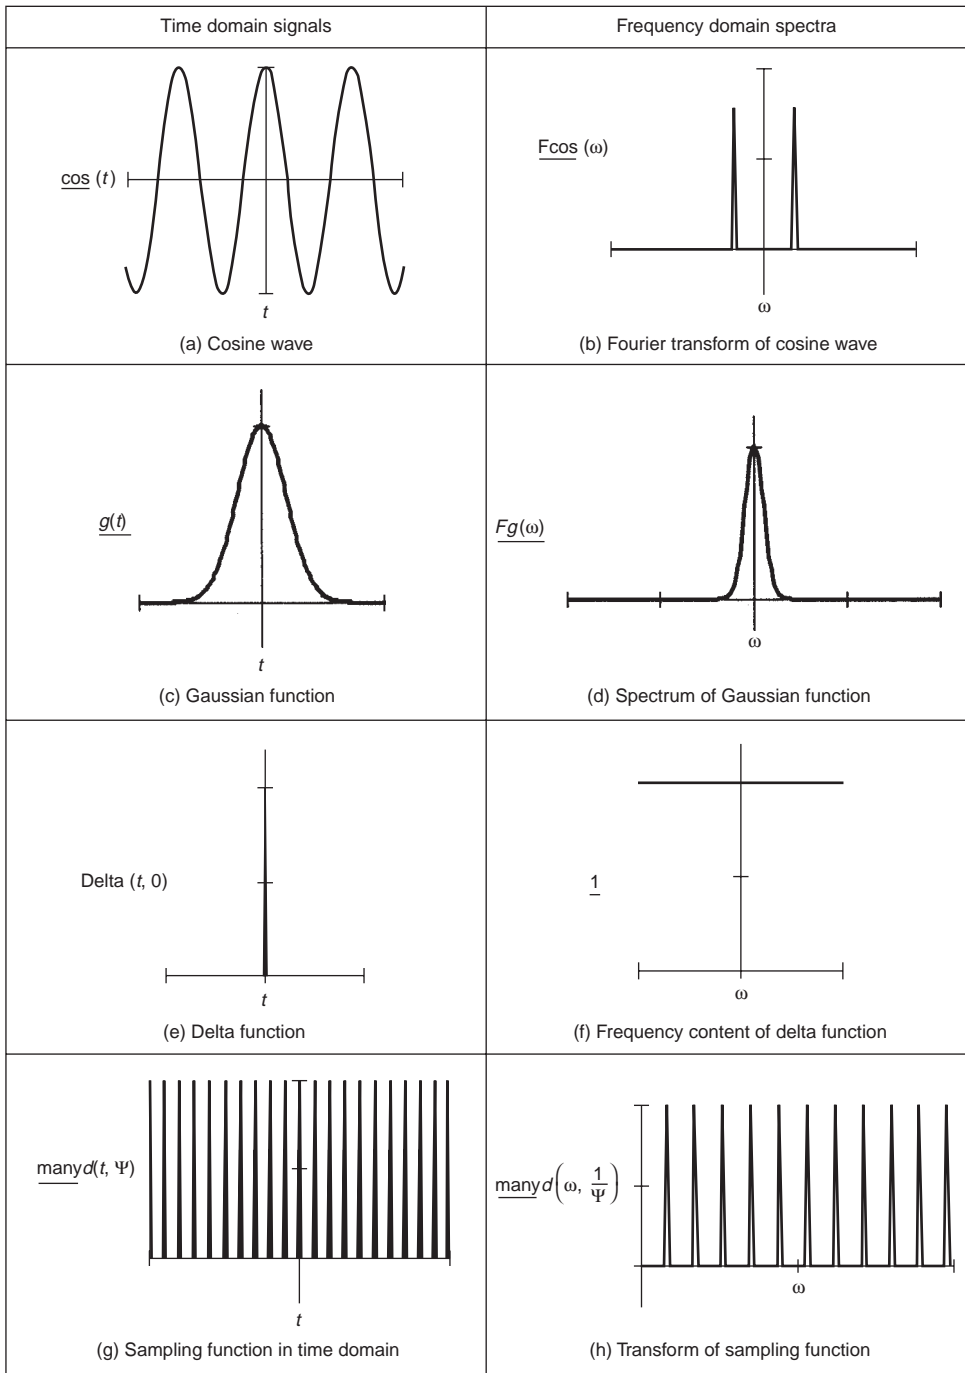 Time domain signals
Frequency domain spectra
cos (t)
t
(a) Cosine wave
Fcos (ω)
ω
(b) Fourier transform of cosine wave
g(t)
t
(c) Gaussian function
Fg(ω)
ω
(d) Spectrum of Gaussian function
Delta (t, 0)
t
(e) Delta function
1
ω
(f) Frequency content of delta function
manyd(t, Ψ)
t
(g) Sampling function in time domain
manyd(ω, 1/Ψ)
ω
(h) Transform of sampling function